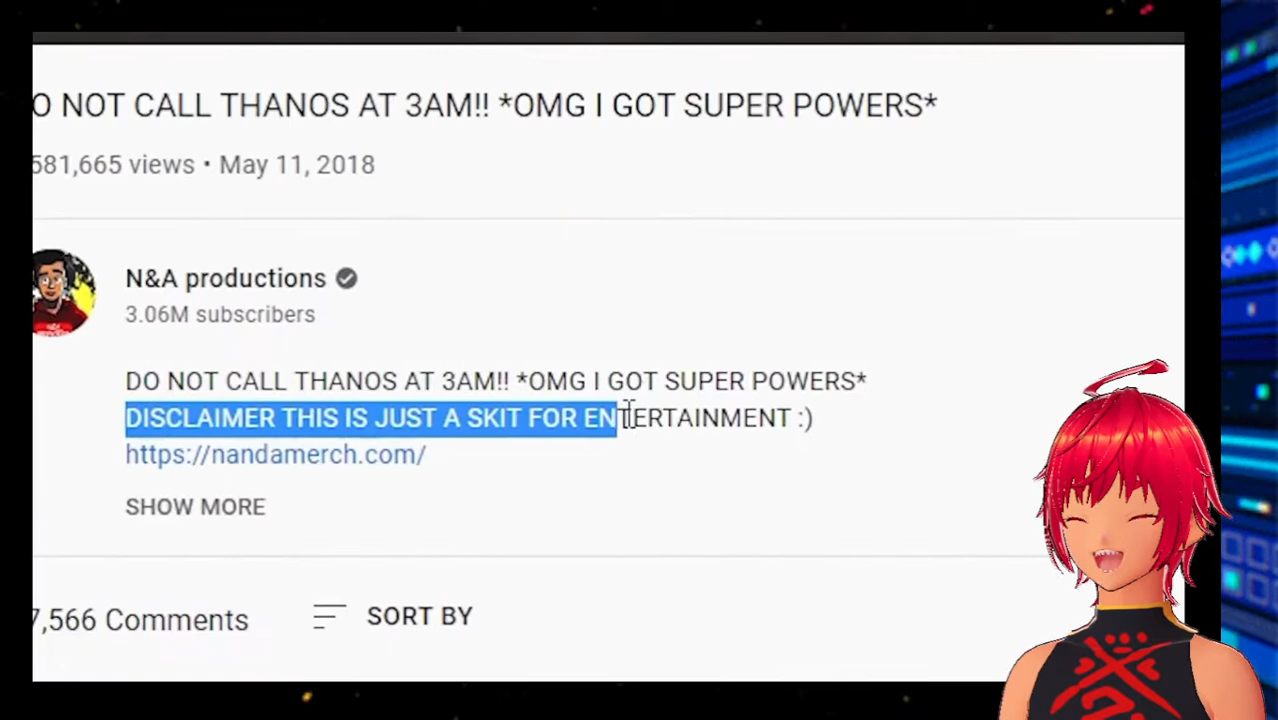 O NOT CALL THANOS AT 3AM!! *OMG I GOT SUPER POWERS*
581,665 views • May 11, 2018
N&A productions
3.06M subscribers
DO NOT CALL THANOS AT 3AM!! *OMG I GOT SUPER POWERS*
DISCLAIMER THIS IS JUST A SKIT FOR ENTERTAINMENT :)
https://nandamerch.com/
SHOW MORE
7,566 Comments
SORT BY